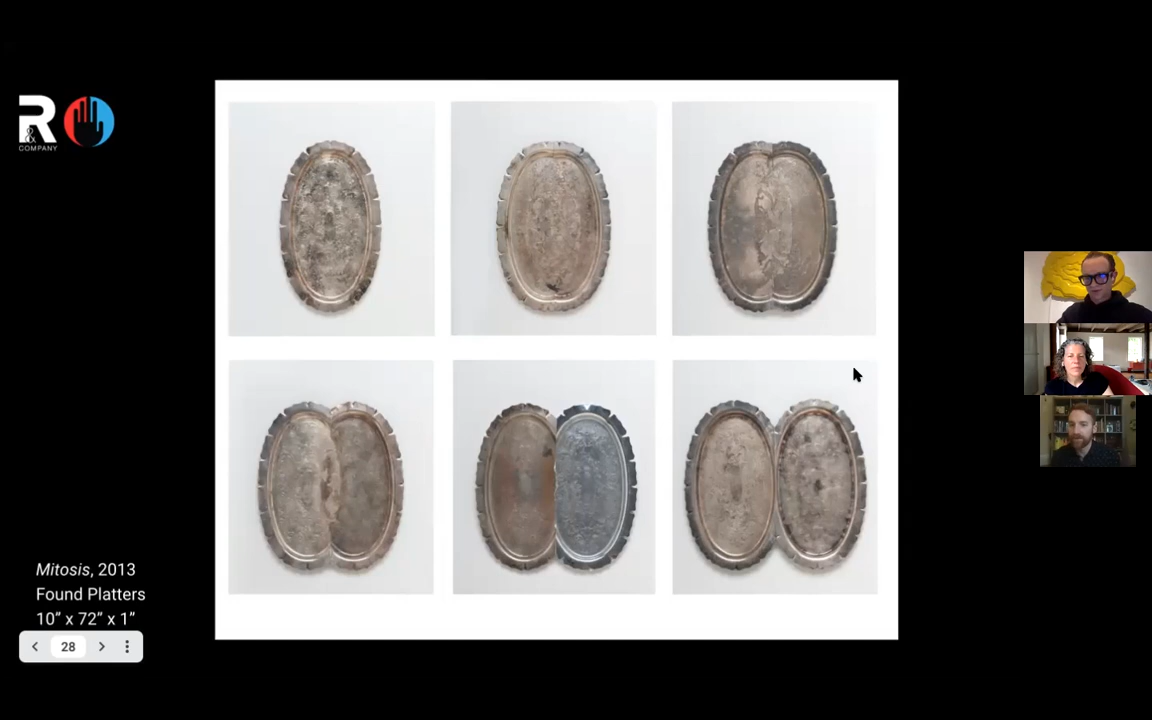 R
&
COMPANY
Mitosis, 2013
Found Platters
10” x 72” x 1”
28